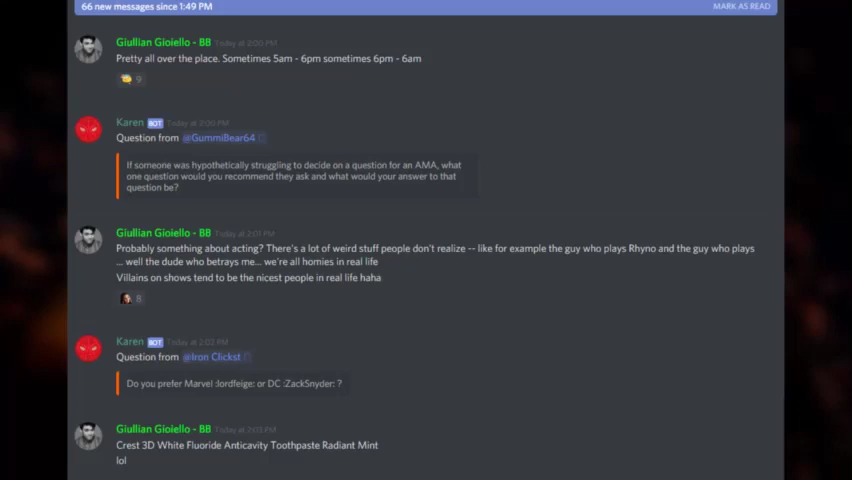 66 new messages since 1:49 PM
MARK AS READ
Giullian Gioiello - BB Today at 2:00 PM
Pretty all over the place. Sometimes 5am - 6pm sometimes 6pm - 6am
9
Karen BOT Today at 2:00 PM
Question from @GummiBear64
If someone was hypothetically struggling to decide on a question for an AMA, what
one question would you recommend they ask and what would your answer to that
question be?
Giullian Gioiello - BB Today at 2:01 PM
Probably something about acting? There's a lot of weird stuff people don't realize -- like for example the guy who plays Rhyno and the guy who plays
... well the dude who betrays me... we're all homies in real life
Villains on shows tend to be the nicest people in real life haha
8
Karen BOT Today at 2:02 PM
Question from @Iron Clickst
Do you prefer Marvel :lordfeige: or DC :ZackSnyder: ?
Giullian Gioiello - BB Today at 2:03 PM
Crest 3D White Fluoride Anticavity Toothpaste Radiant Mint
lol